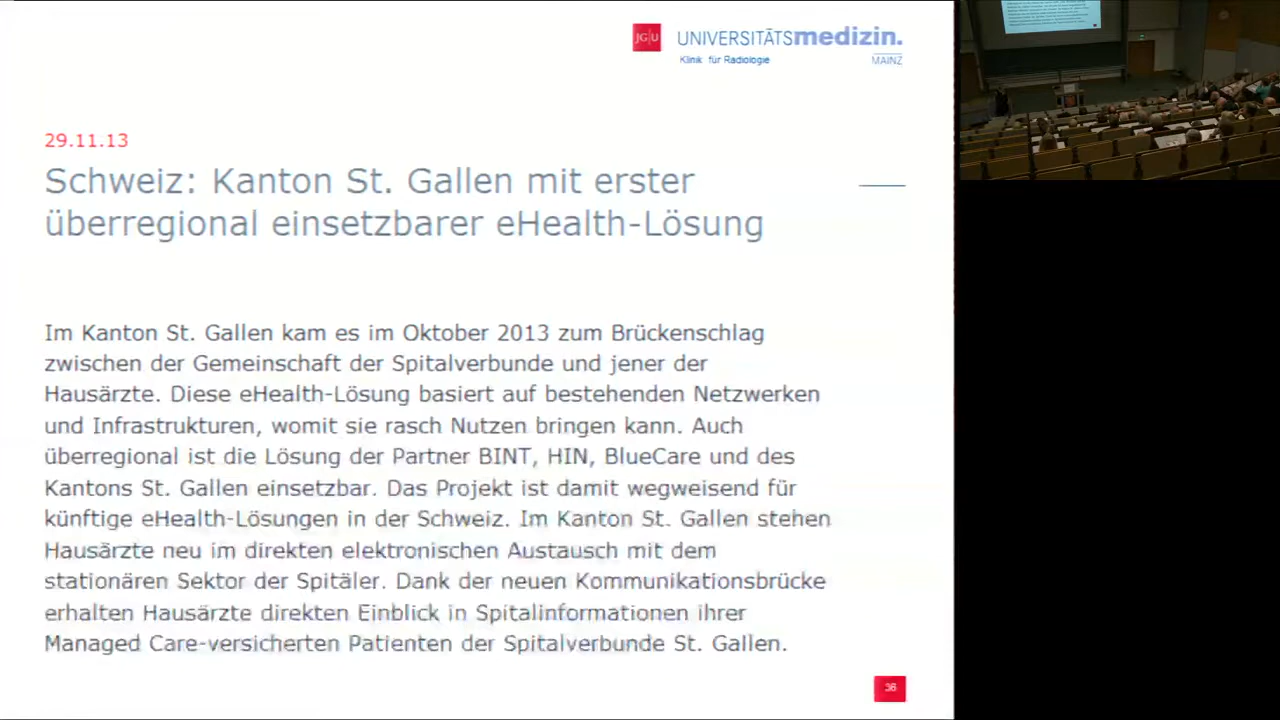 JG|U UNIVERSITÄTSmedizin.
Klinik für Radiologie MAINZ
29.11.13
Schweiz: Kanton St. Gallen mit erster
überregional einsetzbarer eHealth-Lösung
Im Kanton St. Gallen kam es im Oktober 2013 zum Brückenschlag
zwischen der Gemeinschaft der Spitalverbunde und jener der
Hausärzte. Diese eHealth-Lösung basiert auf bestehenden Netzwerken
und Infrastrukturen, womit sie rasch Nutzen bringen kann. Auch
überregional ist die Lösung der Partner BINT, HIN, BlueCare und des
Kantons St. Gallen einsetzbar. Das Projekt ist damit wegweisend für
künftige eHealth-Lösungen in der Schweiz. Im Kanton St. Gallen stehen
Hausärzte neu im direkten elektronischen Austausch mit dem
stationären Sektor der Spitäler. Dank der neuen Kommunikationsbrücke
erhalten Hausärzte direkten Einblick in Spitalinformationen ihrer
Managed Care-versicherten Patienten der Spitalverbunde St. Gallen.
36